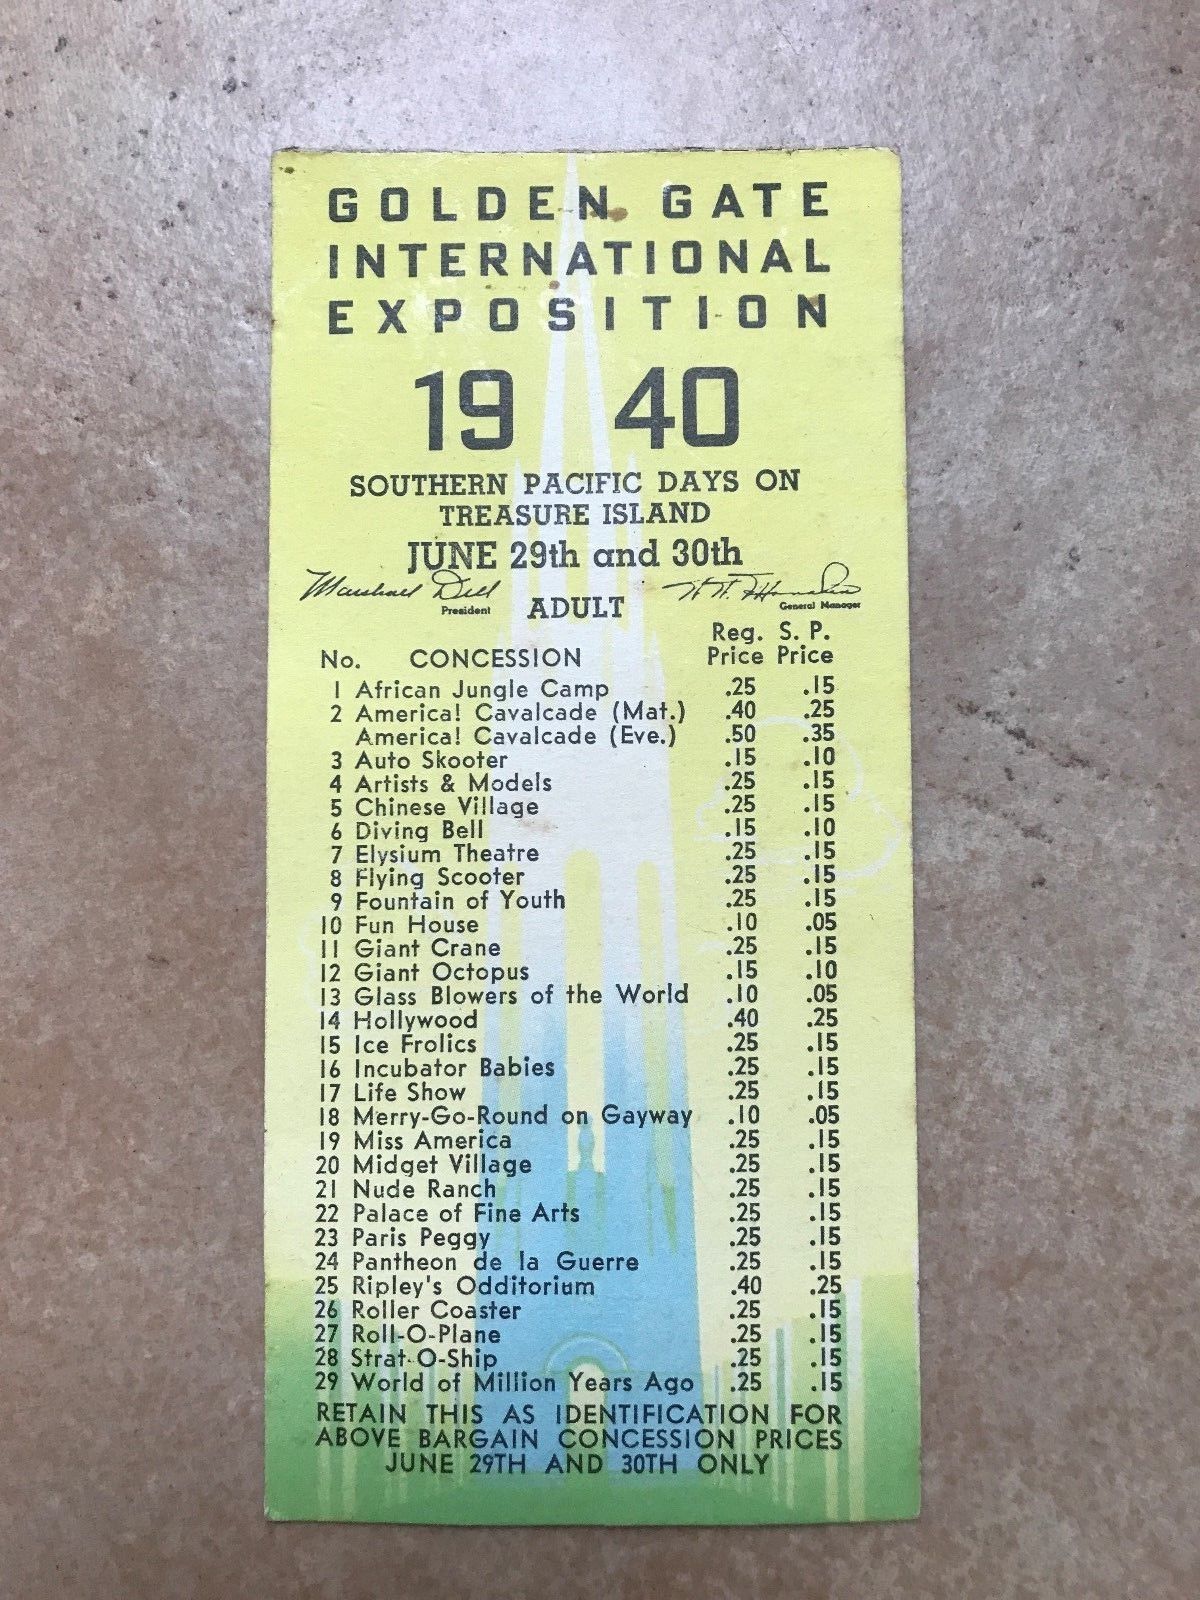 GOLDEN GATE
INTERNATIONAL
EXPOSITION
1940
SOUTHERN PACIFIC DAYS ON
TREASURE ISLAND
JUNE 29th and 30th
Marshall Dill
President
ADULT
General Manager
Reg. S. P.
No. CONCESSION Price Price
1 African Jungle Camp .25 .15
2 America! Cavalcade (Mat.) .40 .25
America! Cavalcade (Eve.) .50 .35
3 Auto Skooter .15 .10
4 Artists & Models .25 .15
5 Chinese Village .25 .15
6 Diving Bell .15 .10
7 Elysium Theatre .25 .15
8 Flying Scooter .25 .15
9 Fountain of Youth .25 .15
10 Fun House .10 .05
11 Giant Crane .25 .15
12 Giant Octopus .15 .10
13 Glass Blowers of the World .10 .05
14 Hollywood .40 .25
15 Ice Frolics .25 .15
16 Incubator Babies .25 .15
17 Life Show .25 .15
18 Merry-Go-Round on Gayway .10 .05
19 Miss America .25 .15
20 Midget Village .25 .15
21 Nude Ranch .25 .15
22 Palace of Fine Arts .25 .15
23 Paris Peggy .25 .15
24 Pantheon de la Guerre .25 .15
25 Ripley's Odditorium .40 .25
26 Roller Coaster .25 .15
27 Roll-O-Plane .25 .15
28 Strat-O-Ship .25 .15
29 World of Million Years Ago .25 .15
RETAIN THIS AS IDENTIFICATION FOR
ABOVE BARGAIN CONCESSION PRICES
JUNE 29TH AND 30TH ONLY